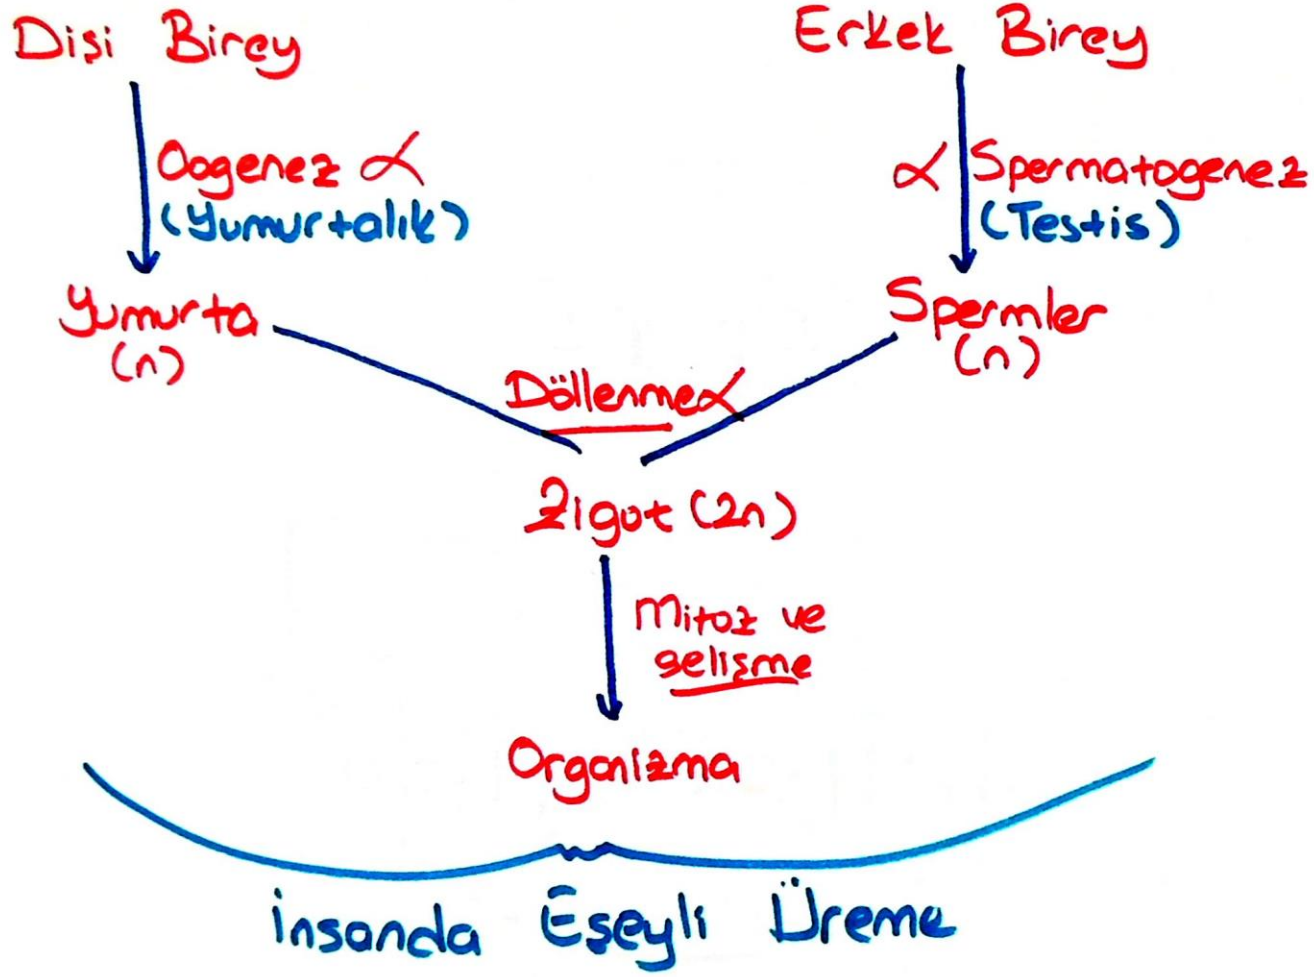 Dişi Birey
Erkek Birey
Oogenez α
(Yumurtalık)
α Spermatogenez
(Testis)
Yumurta
(n)
Spermler
(n)
Döllenme α
Zigot (2n)
Mitoz ve
gelişme
Organizma
İnsanda Eşeyli Üreme